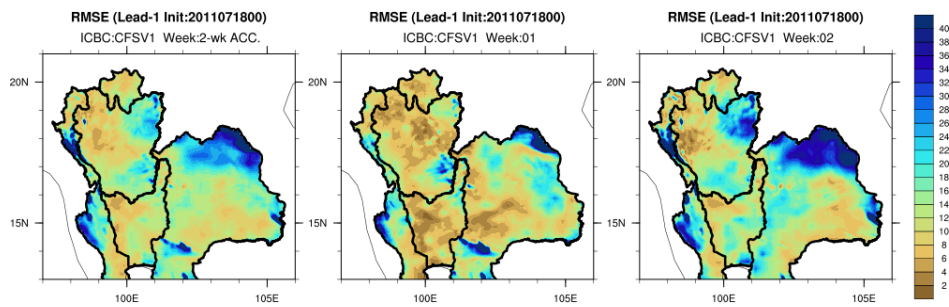 RMSE (Lead-1 Init:2011071800)
ICBC:CFSV1 Week:2-wk ACC.
20N
15N
100E
105E
RMSE (Lead-1 Init:2011071800)
ICBC:CFSV1 Week:01
20N
15N
100E
105E
RMSE (Lead-1 Init:2011071800)
ICBC:CFSV1 Week:02
20N
15N
100E
105E
40
38
36
34
32
30
28
26
24
22
20
18
16
14
12
10
8
6
4
2